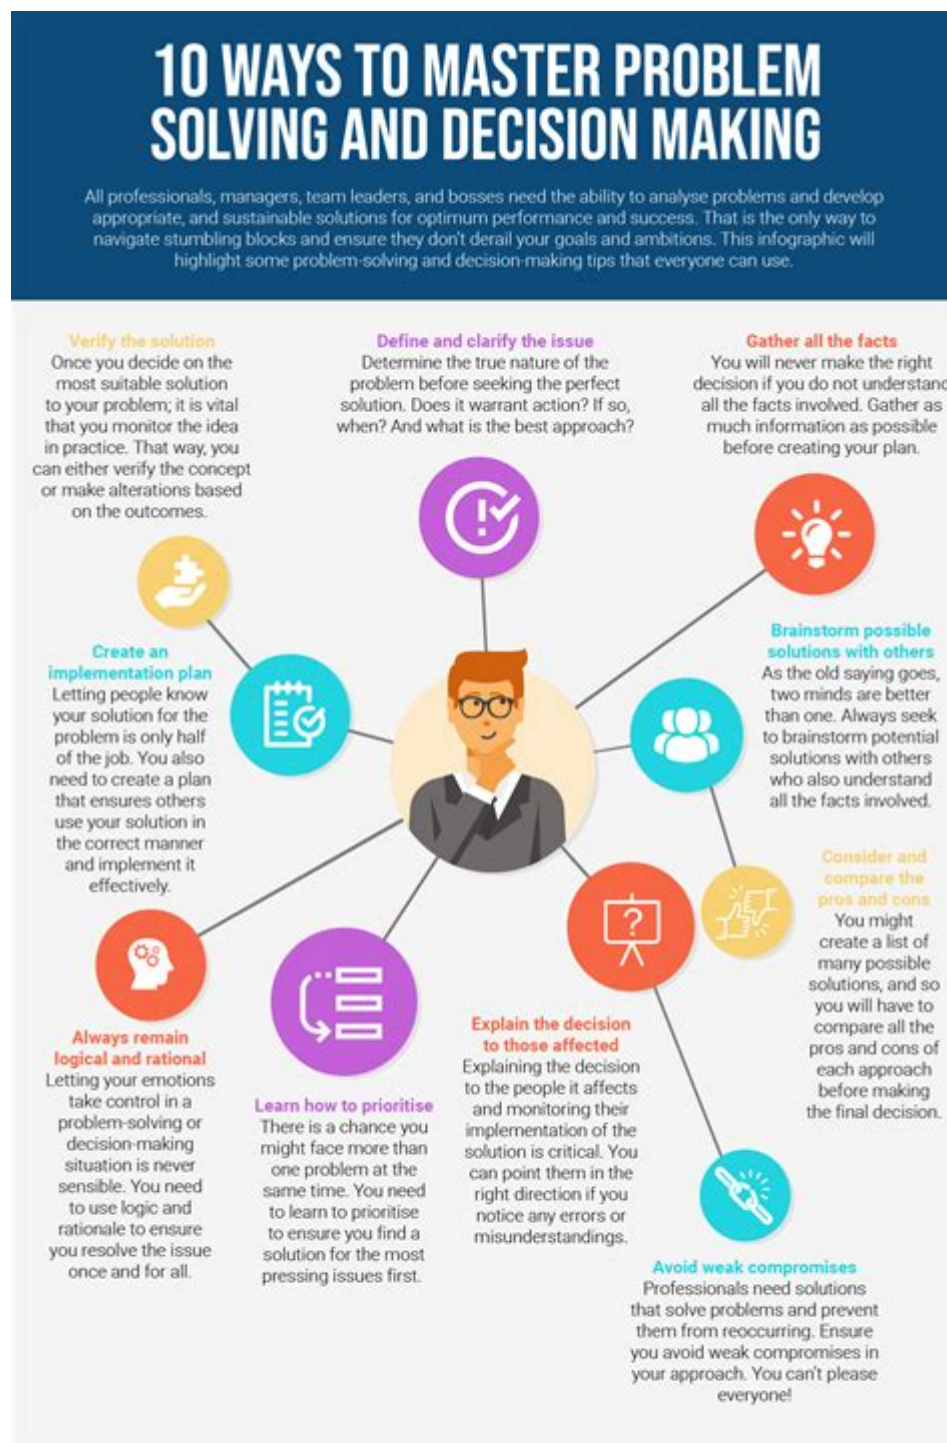 10 WAYS TO MASTER PROBLEM
SOLVING AND DECISION MAKING
All professionals, managers, team leaders, and bosses need the ability to analyse problems and develop
appropriate, and sustainable solutions for optimum performance and success. That is the only way to
navigate stumbling blocks and ensure they don't derail your goals and ambitions. This infographic will
highlight some problem-solving and decision-making tips that everyone can use.
Verify the solution
Once you decide on the
most suitable solution
to your problem; it is vital
that you monitor the idea
in practice. That way, you
can either verify the concept
or make alterations based
on the outcomes.
Define and clarify the issue
Determine the true nature of the
problem before seeking the perfect
solution. Does it warrant action? If so,
when? And what is the best approach?
Gather all the facts
You will never make the right
decision if you do not understand
all the facts involved. Gather as
much information as possible
before creating your plan.
Create an
implementation plan
Letting people know
your solution for the
problem is only half
of the job. You also
need to create a plan
that ensures others
use your solution in
the correct manner
and implement it
effectively.
Brainstorm possible
solutions with others
As the old saying goes,
two minds are better
than one. Always seek
to brainstorm potential
solutions with others
who also understand
all the facts involved.
Consider and
compare the
pros and cons
You might
create a list of
many possible
solutions, and so
you will have to
compare all the
pros and cons of
each approach
before making
the final decision.
Always remain
logical and rational
Letting your emotions
take control in a
problem-solving or
decision-making
situation is never
sensible. You need
to use logic and
rationale to ensure
you resolve the issue
once and for all.
Learn how to prioritise
There is a chance you
might face more than
one problem at the
same time. You need
to learn to prioritise
to ensure you find a
solution for the most
pressing issues first.
Explain the decision
to those affected
Explaining the decision
to the people it affects
and monitoring their
implementation of the
solution is critical. You
can point them in the
right direction if you
notice any errors or
misunderstandings.
Avoid weak compromises
Professionals need solutions
that solve problems and prevent
them from reoccurring. Ensure
you avoid weak compromises in
your approach. You can't please
everyone!